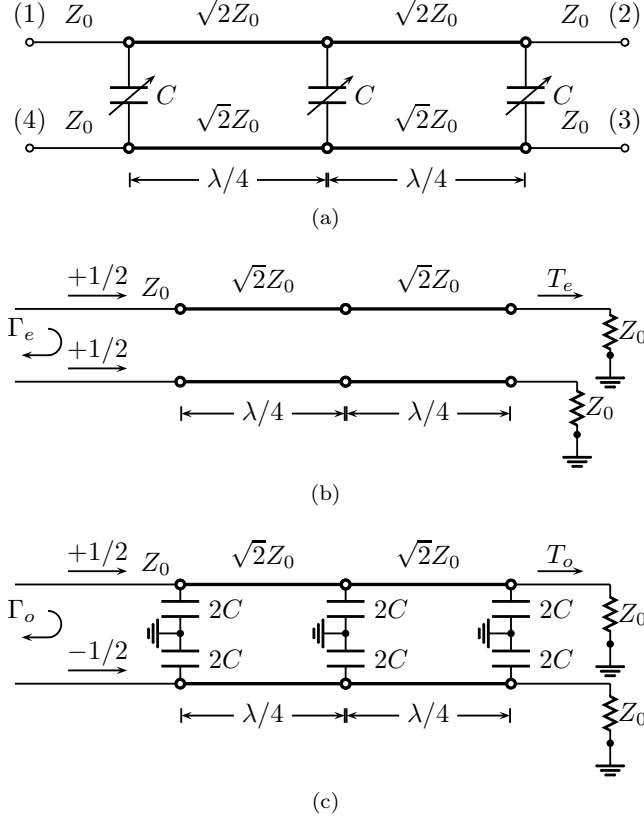 (1) Z₀ √2Z₀ √2Z₀ Z₀ (2)
C C C
(4) Z₀ √2Z₀ √2Z₀ Z₀ (3)
λ/4 λ/4
(a)
+1/2 Z₀ √2Z₀ √2Z₀ Tₑ
Γₑ Z₀
+1/2
λ/4 λ/4 Z₀
(b)
+1/2 Z₀ √2Z₀ √2Z₀ Tₒ
Γₒ 2C 2C 2C Z₀
−1/2 2C 2C 2C
λ/4 λ/4 Z₀
(c)